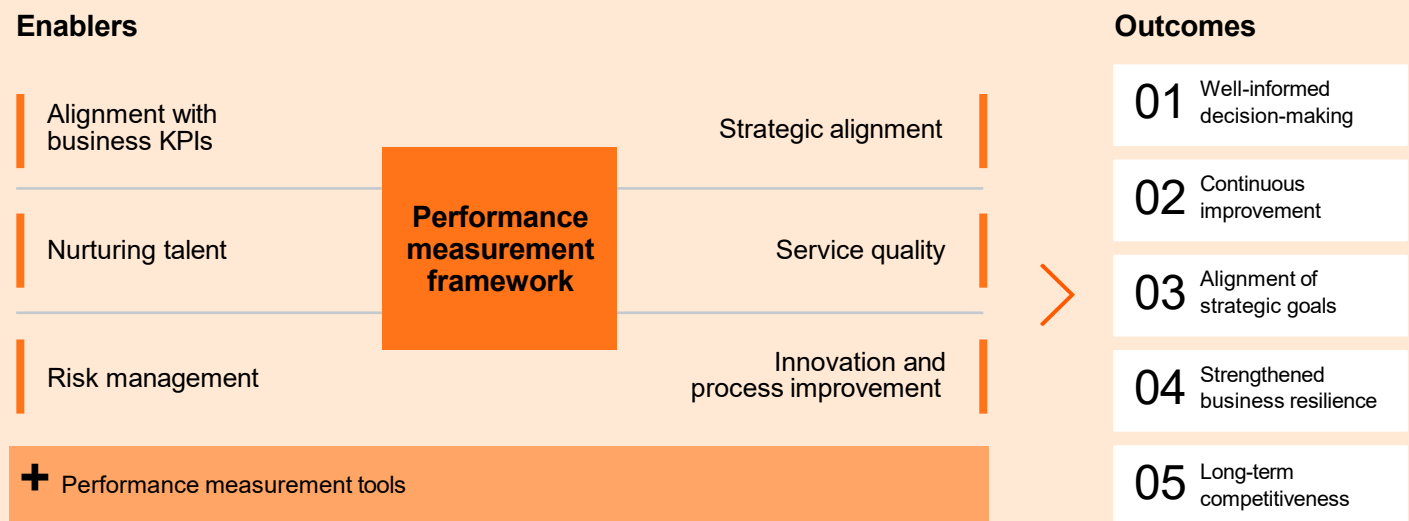 Enablers
Alignment with
business KPIs
Nurturing talent
Risk management
Performance
measurement
framework
Strategic alignment
Service quality
Innovation and
process improvement
+ Performance measurement tools
Outcomes
01 Well-informed
decision-making
02 Continuous
improvement
03 Alignment of
strategic goals
04 Strengthened
business resilience
05 Long-term
competitiveness